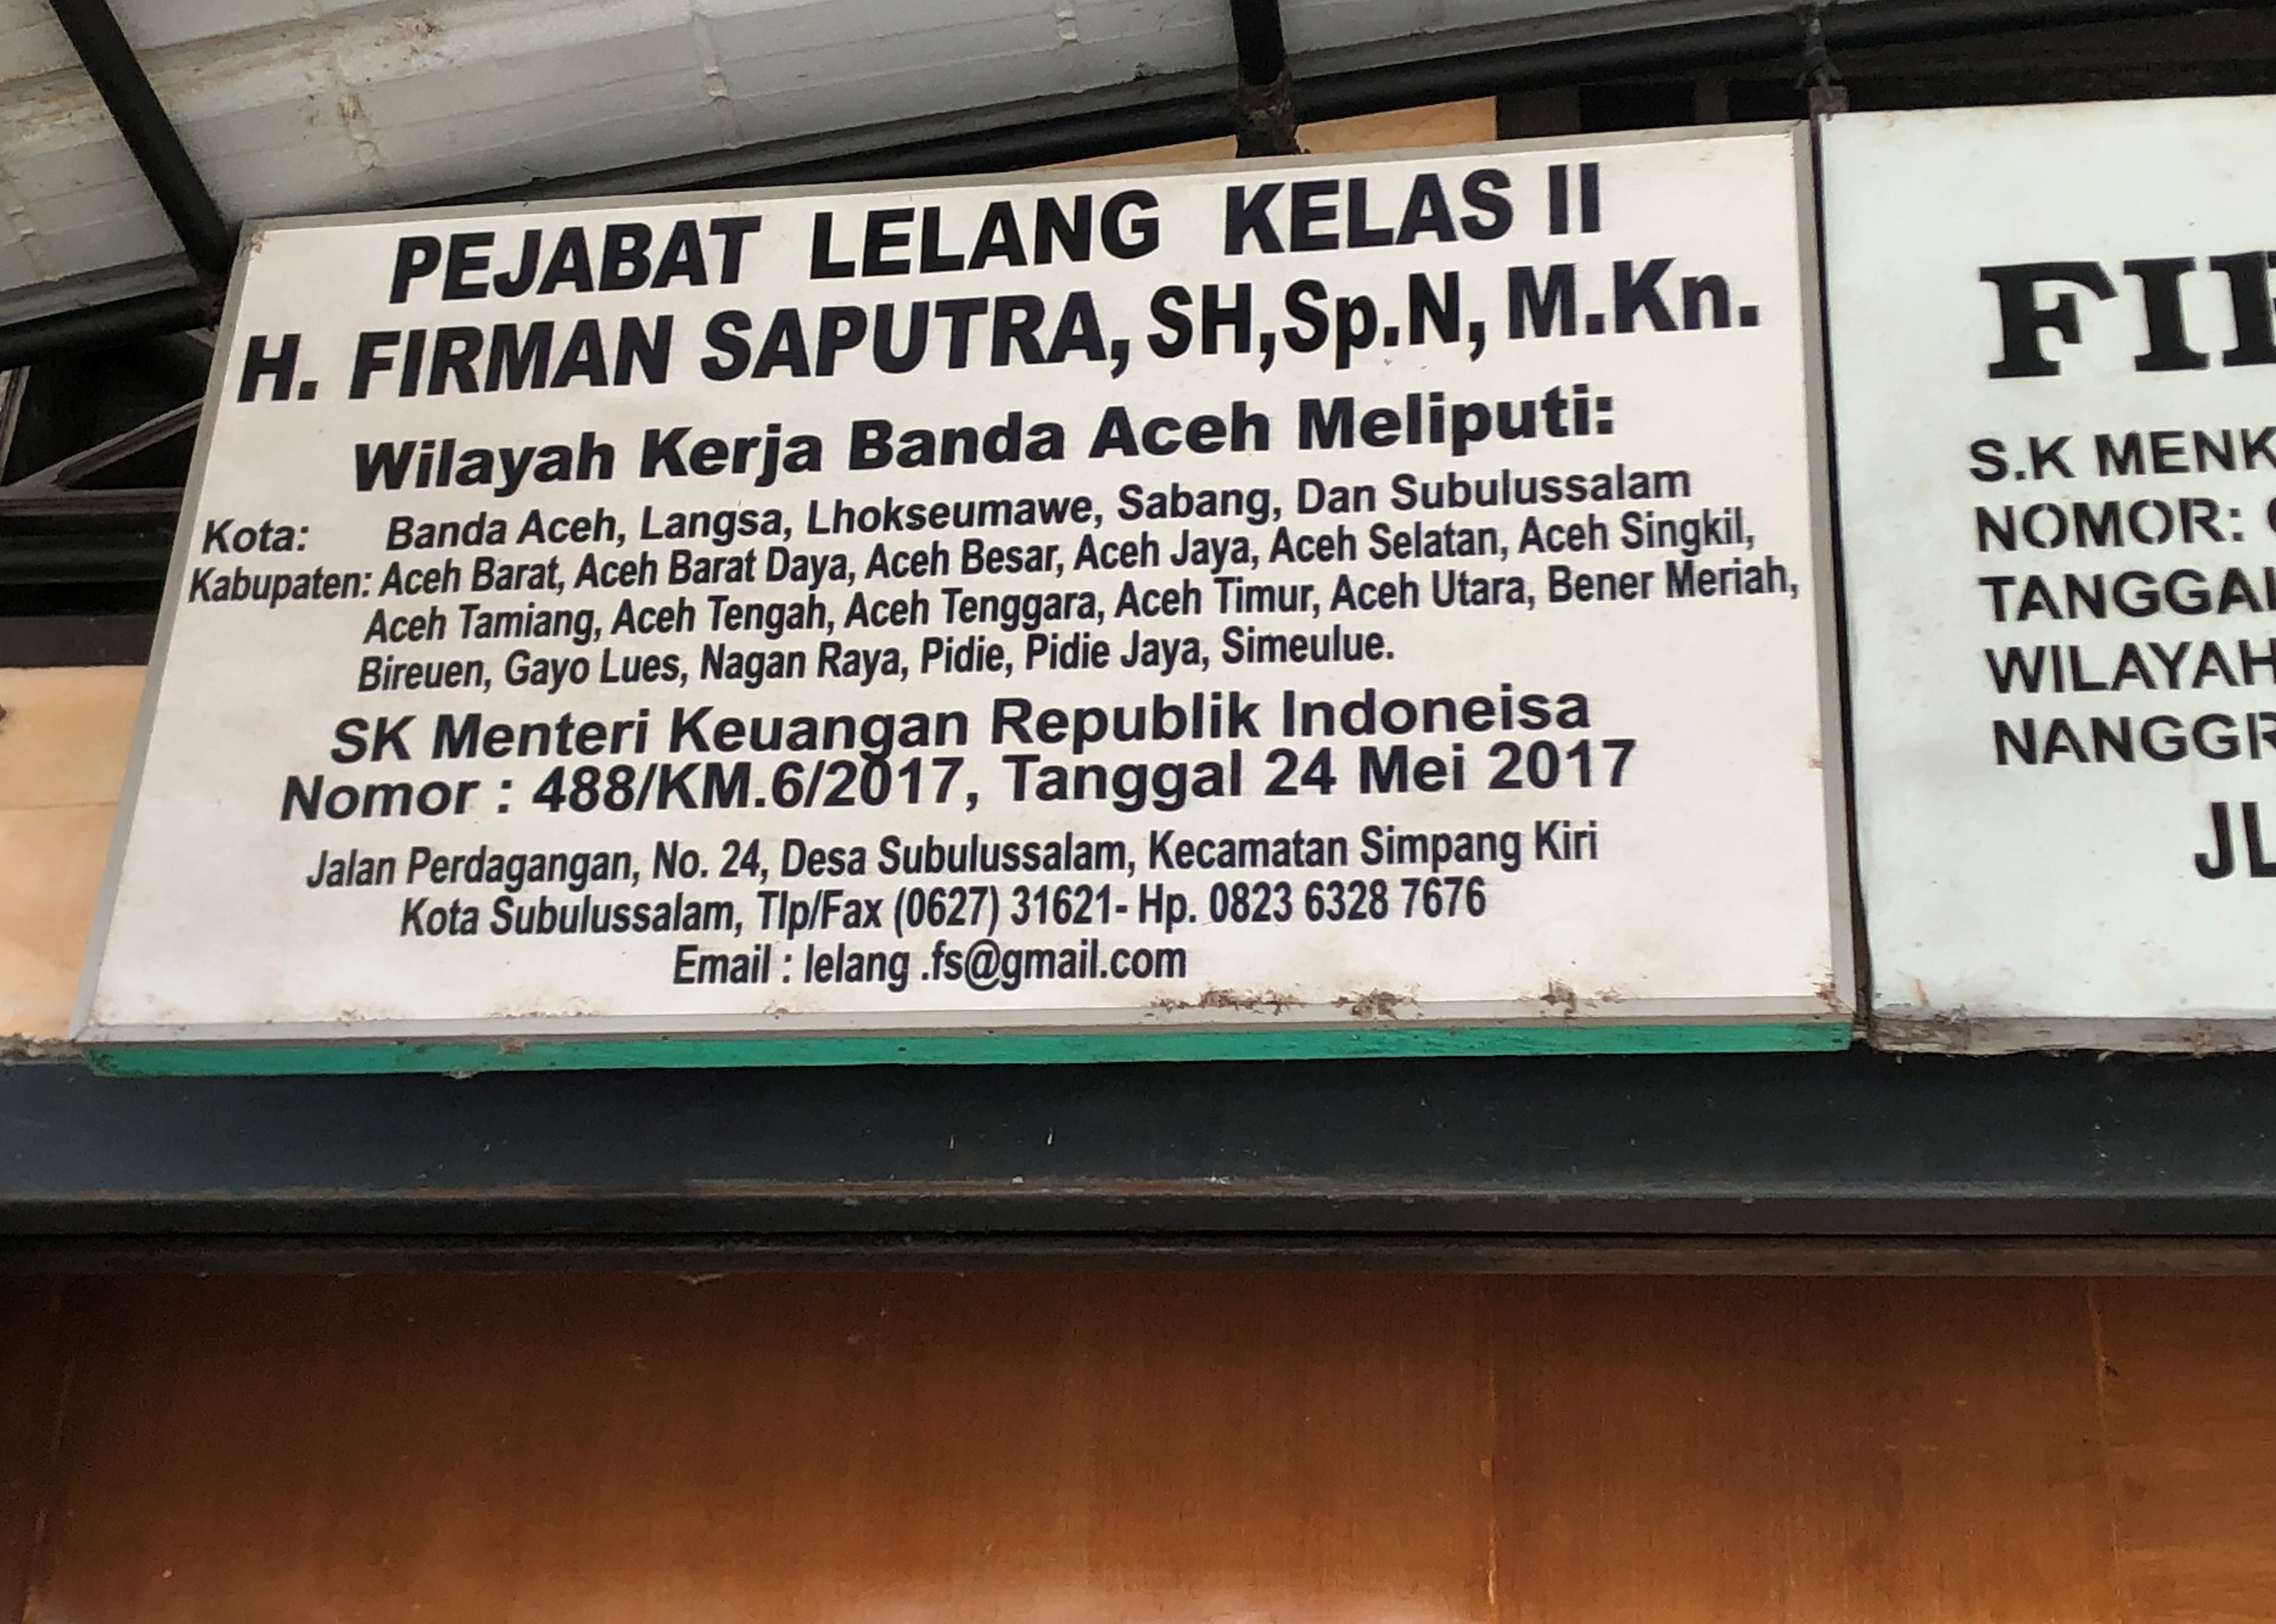 PEJABAT LELANG KELAS II
H. FIRMAN SAPUTRA, SH,Sp.N, M.Kn.
Wilayah Kerja Banda Aceh Meliputi:
Kota: Banda Aceh, Langsa, Lhokseumawe, Sabang, Dan Subulussalam
Kabupaten: Aceh Barat, Aceh Barat Daya, Aceh Besar, Aceh Jaya, Aceh Selatan, Aceh Singkil,
Aceh Tamiang, Aceh Tengah, Aceh Tenggara, Aceh Timur, Aceh Utara, Bener Meriah,
Bireuen, Gayo Lues, Nagan Raya, Pidie, Pidie Jaya, Simeulue.
SK Menteri Keuangan Republik Indoneisa
Nomor : 488/KM.6/2017, Tanggal 24 Mei 2017
Jalan Perdagangan, No. 24, Desa Subulussalam, Kecamatan Simpang Kiri
Kota Subulussalam, Tlp/Fax (0627) 31621- Hp. 0823 6328 7676
Email : lelang .fs@gmail.com
S.K MENK
NOMOR:
TANGGAL
WILAYAH
NANGGR
JL